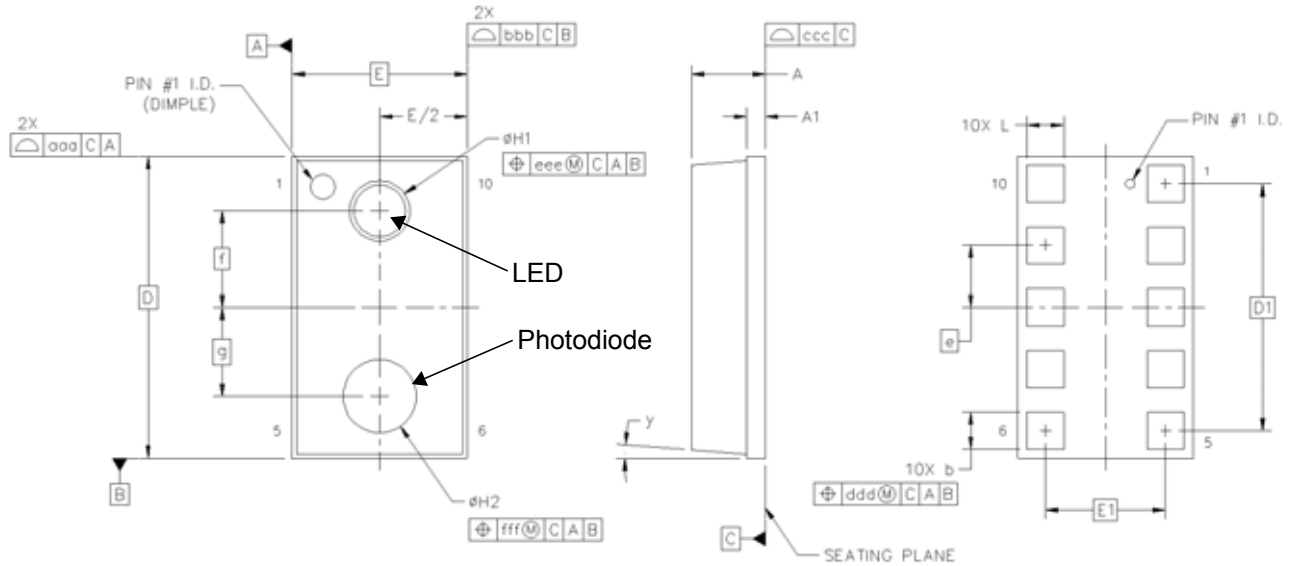 2X
⌓ bbb C B
⌓ ccc C
A
E
A
PIN #1 I.D.
(DIMPLE)
E/2
A1
10X L
PIN #1 I.D.
2X
⌓ aaa C A
øH1
⌖ eee Ⓜ C A B
1
10
10
1
f
LED
D
e
D1
Photodiode
g
5
6
y
6
5
B
10X b
⌖ ddd Ⓜ C A B
øH2
⌖ fff Ⓜ C A B
E1
C
SEATING PLANE